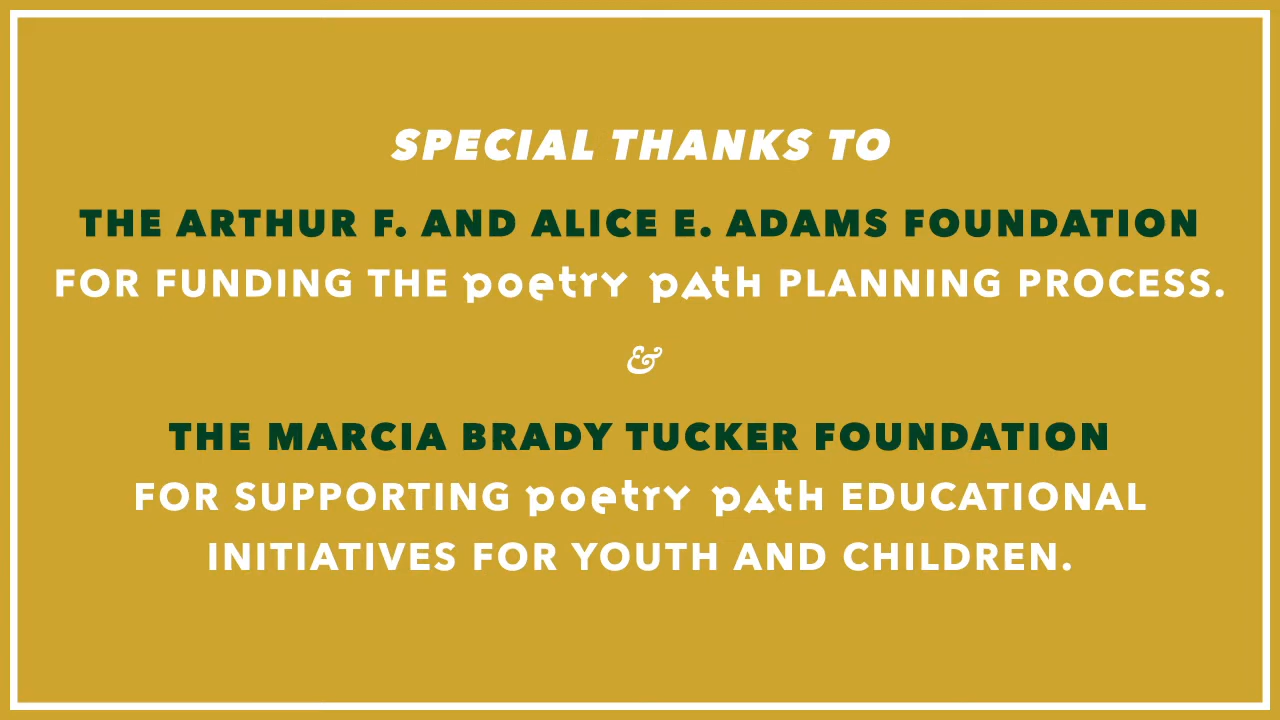 SPECIAL THANKS TO
THE ARTHUR F. AND ALICE E. ADAMS FOUNDATION
FOR FUNDING THE poetry path PLANNING PROCESS.
&
THE MARCIA BRADY TUCKER FOUNDATION
FOR SUPPORTING poetry path EDUCATIONAL
INITIATIVES FOR YOUTH AND CHILDREN.